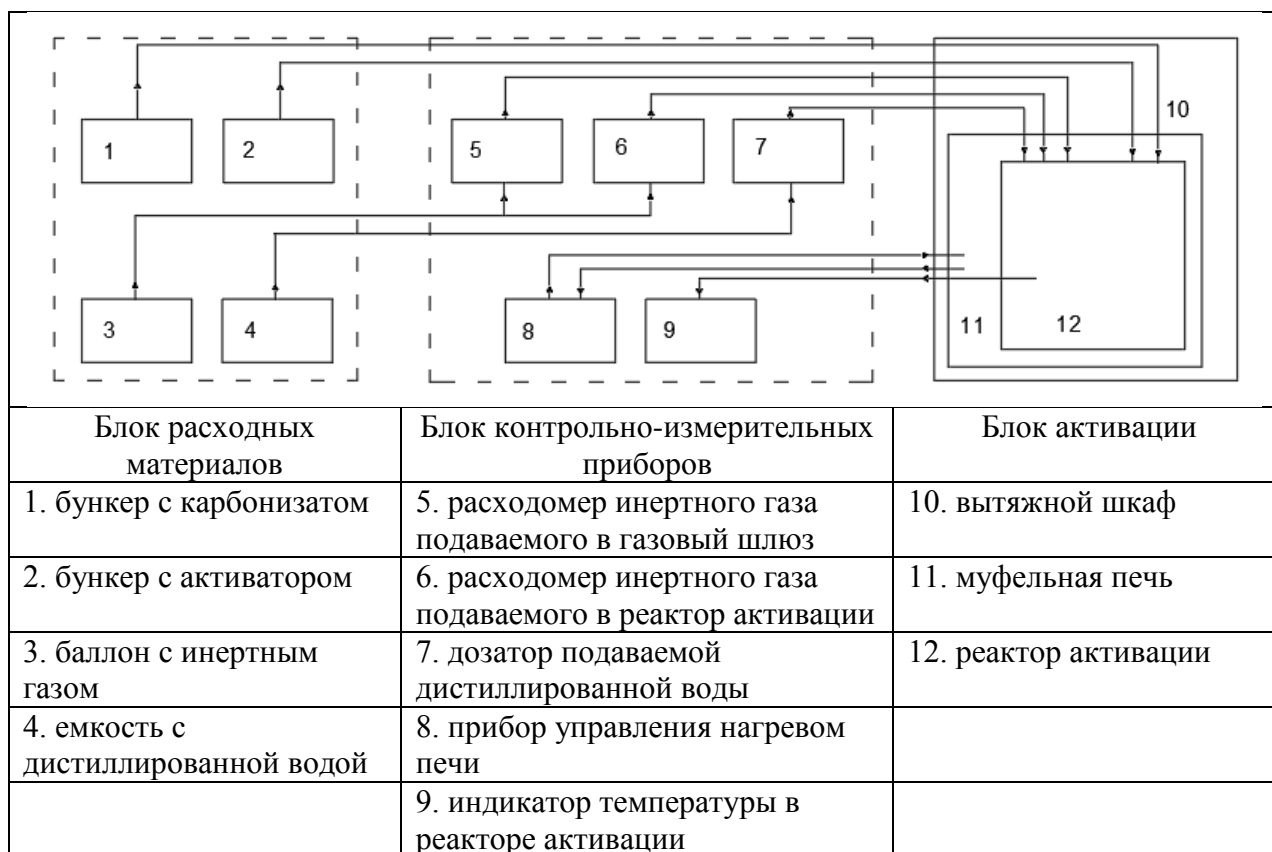 10
1
2
5
6
7
3
4
8
9
11
12
Блок расходных
материалов
Блок контрольно-измерительных
приборов
Блок активации
1. бункер с карбонизатом
5. расходомер инертного газа
подаваемого в газовый шлюз
10. вытяжной шкаф
2. бункер с активатором
6. расходомер инертного газа
подаваемого в реактор активации
11. муфельная печь
3. баллон с инертным
газом
7. дозатор подаваемой
дистиллированной воды
12. реактор активации
4. емкость с
дистиллированной водой
8. прибор управления нагревом
печи
9. индикатор температуры в
реакторе активации